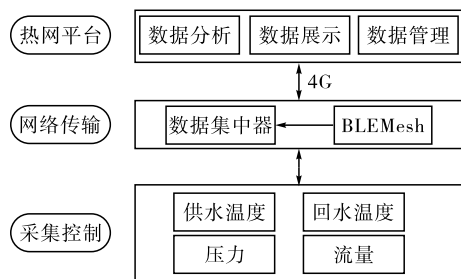 热网平台
数据分析 数据展示 数据管理
4G
网络传输
数据集中器 BLEMesh
采集控制
供水温度 回水温度
压力 流量